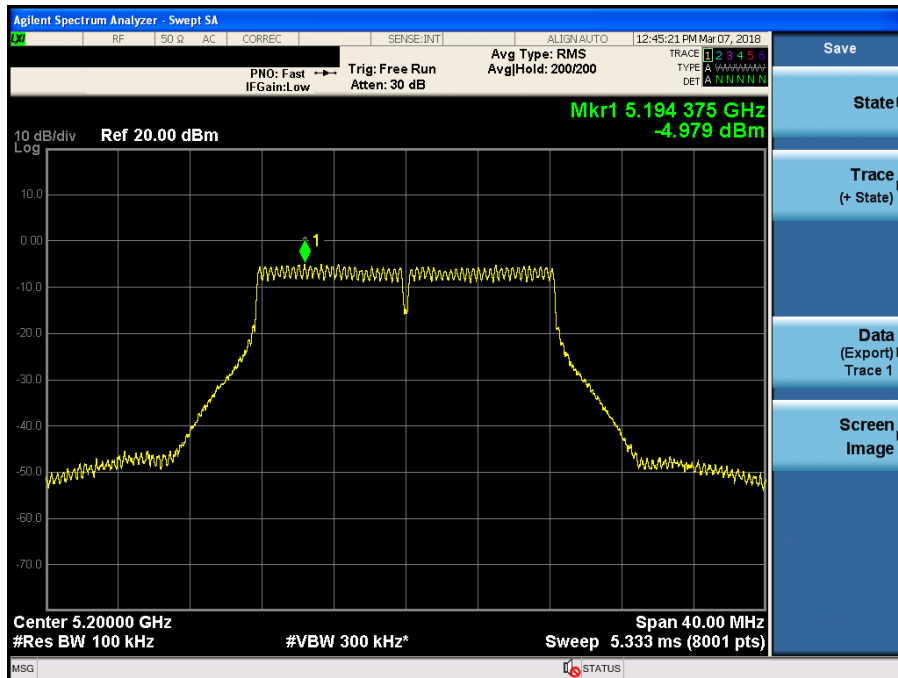 Agilent Spectrum Analyzer - Swept SA
LXI RF 50 Ω AC CORREC SENSE:INT ALIGNAUTO 12:45:21 PM Mar 07, 2018
PNO: Fast Trig: Free Run Avg Type: RMS TRACE 1 2 3 4 5 6
IFGain:Low Atten: 30 dB Avg|Hold: 200/200 TYPE A WWWWW
DET A N N N N N
Mkr1 5.194 375 GHz
10 dB/div Ref 20.00 dBm -4.979 dBm
Log
10.0
0.00
1
-10.0
-20.0
-30.0
-40.0
-50.0
-60.0
-70.0
Center 5.20000 GHz Span 40.00 MHz
#Res BW 100 kHz #VBW 300 kHz* Sweep 5.333 ms (8001 pts)
MSG STATUS
Save
State
Trace
(+ State)
Data
(Export)
Trace 1
Screen
Image